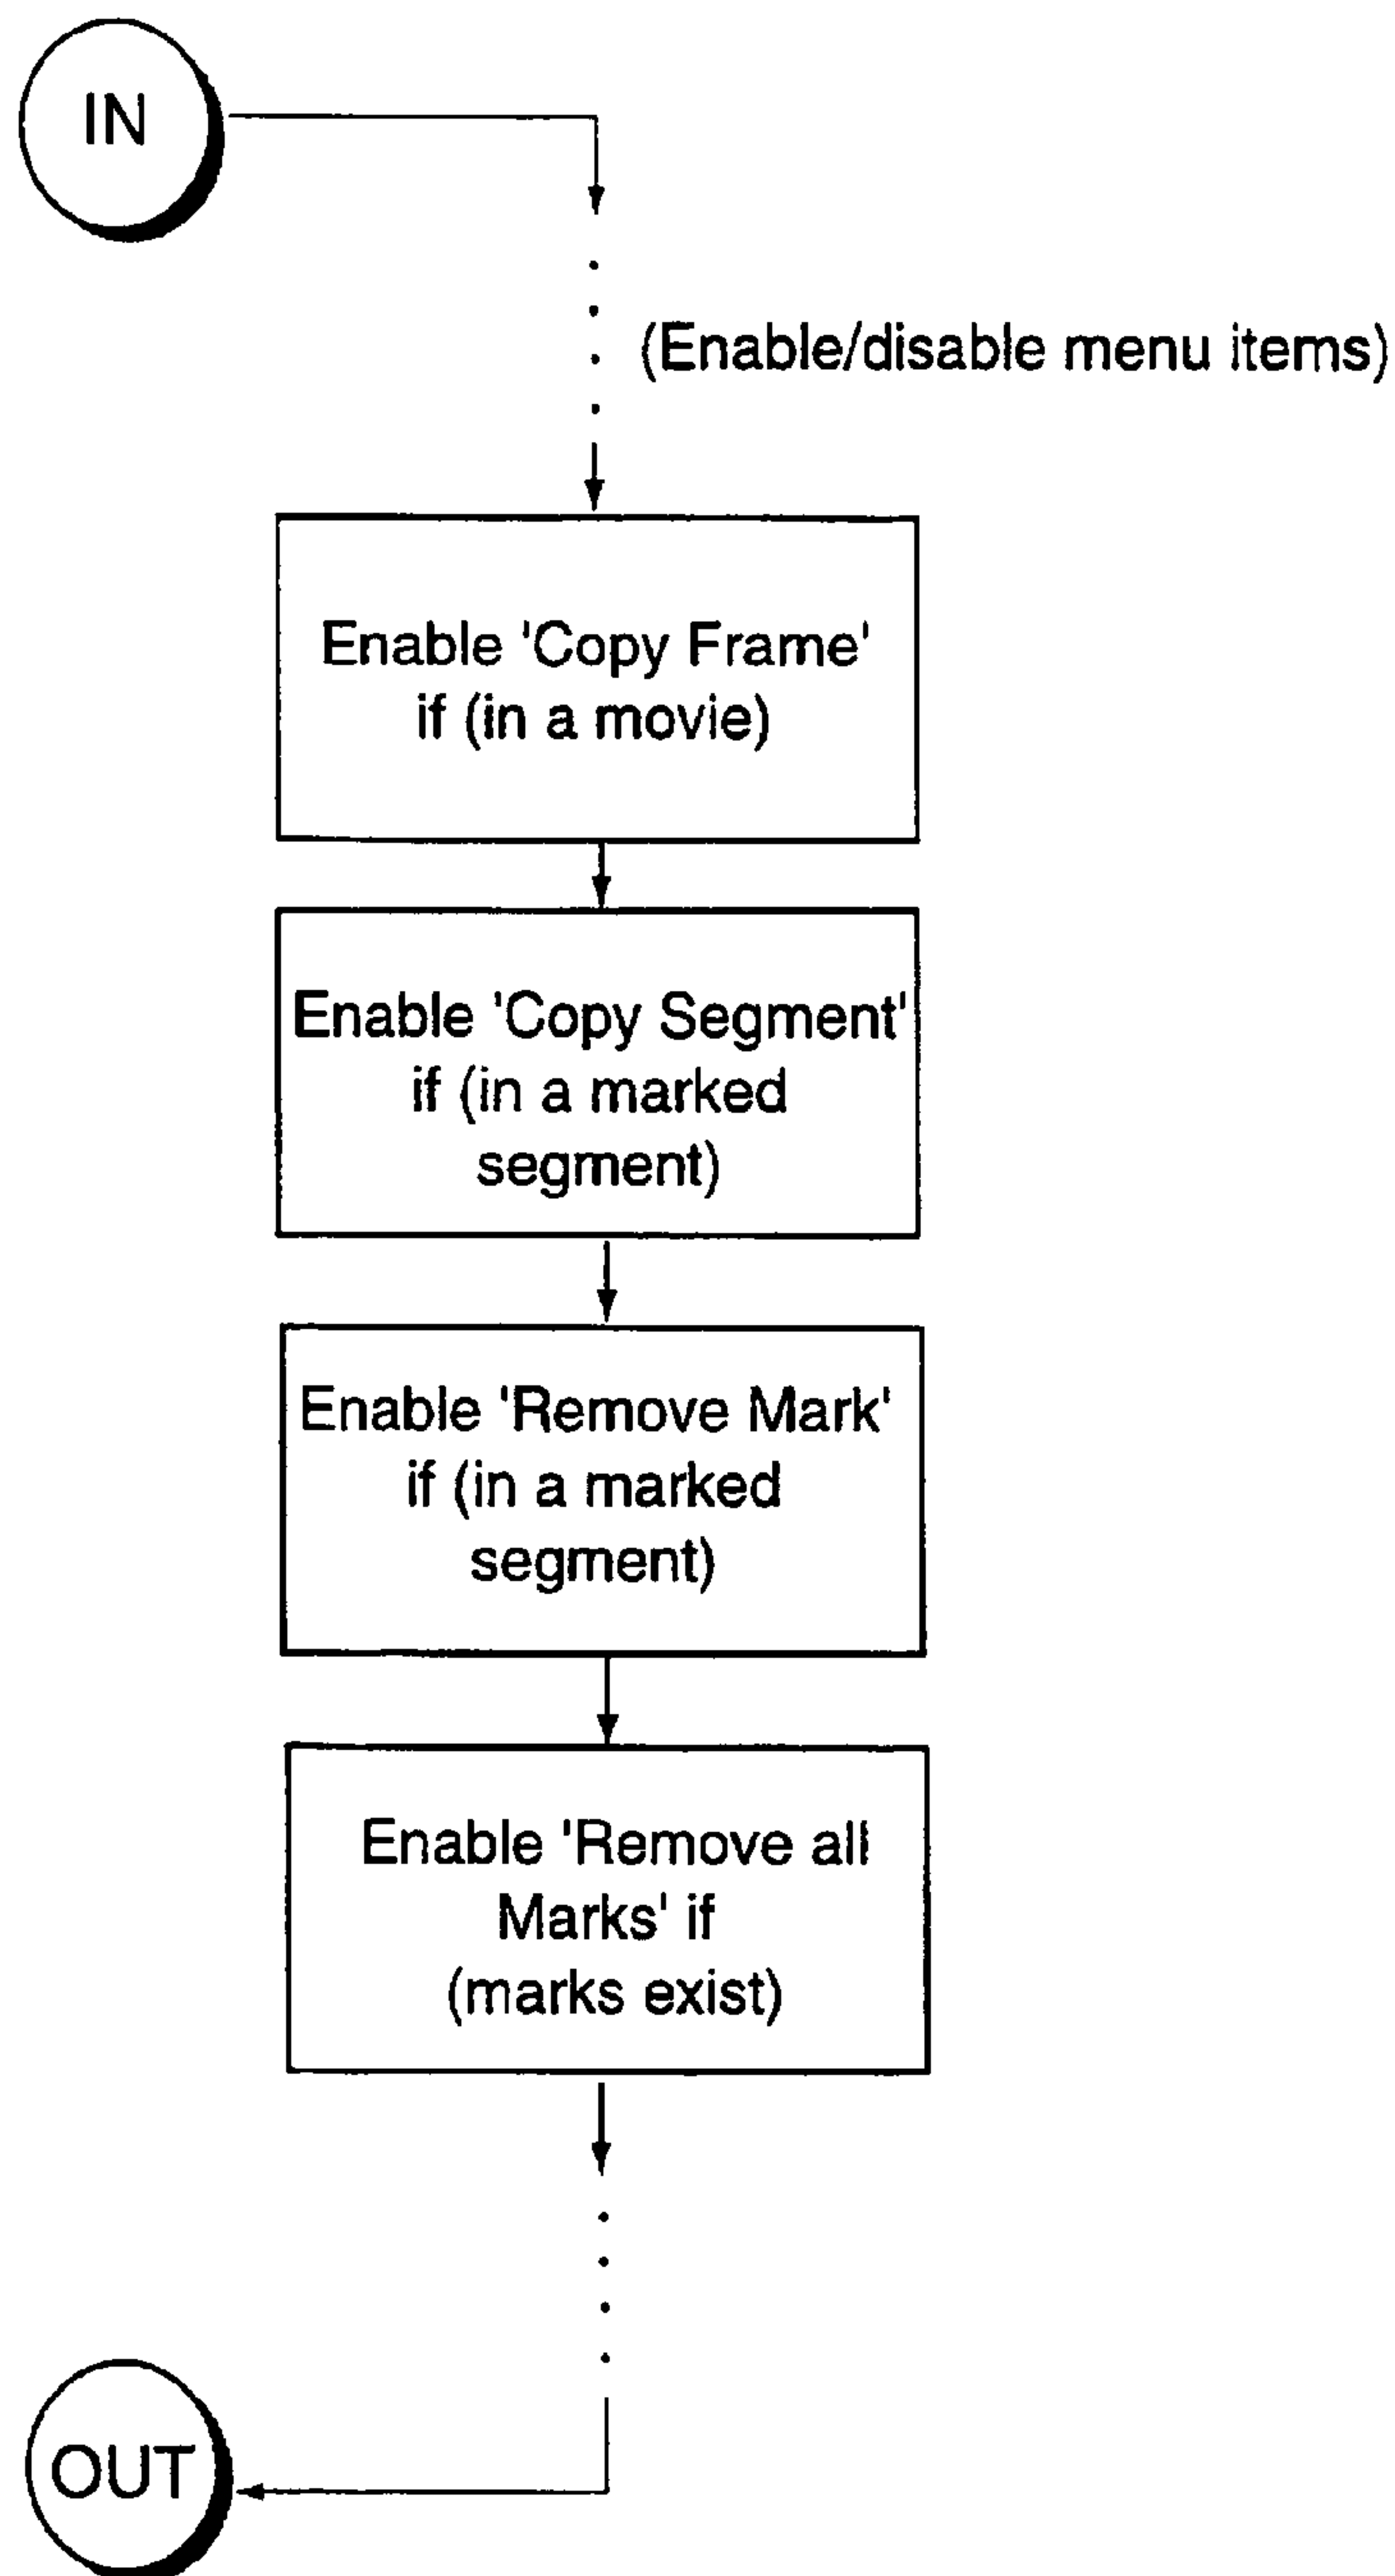 IN
(Enable/disable menu items)
Enable 'Copy Frame'
if (in a movie)
Enable 'Copy Segment'
if (in a marked
segment)
Enable 'Remove Mark'
if (in a marked
segment)
Enable 'Remove all
Marks' if
(marks exist)
OUT